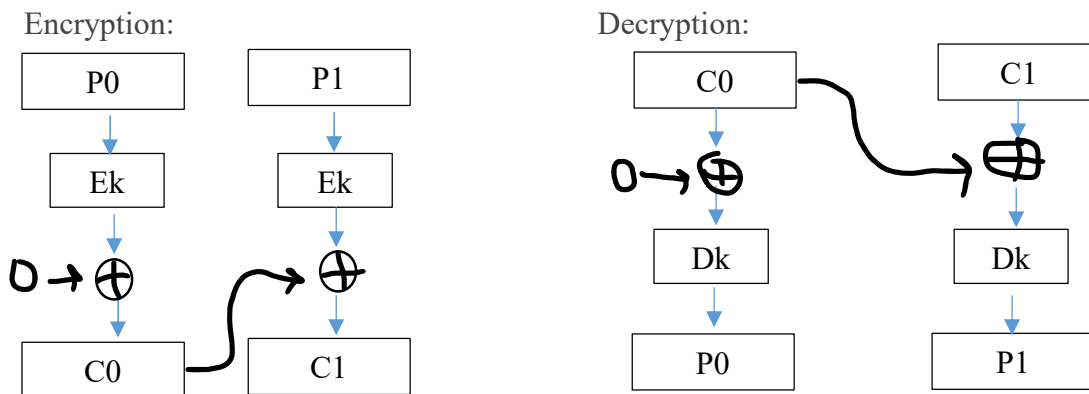 Encryption:
P0 P1
Ek Ek
0
C0 C1
Decryption:
C0 C1
0
Dk Dk
P0 P1